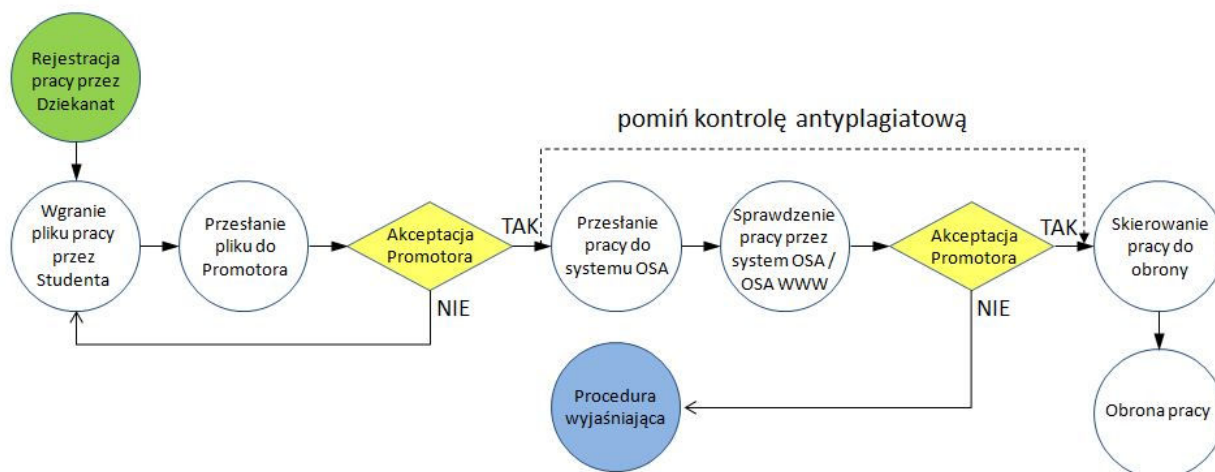 Rejestracja
pracy przez
Dziekanat
pomiń kontrolę antyplagiatową
Wgranie
pliku pracy
przez
Studenta
Przesłanie
pliku do
Promotora
Akceptacja
Promotora
TAK
NIE
Przesłanie
pracy do
systemu OSA
Sprawdzenie
pracy przez
system OSA /
OSA WWW
Akceptacja
Promotora
TAK
NIE
Skierowanie
pracy do
obrony
Procedura
wyjaśniająca
Obrona pracy